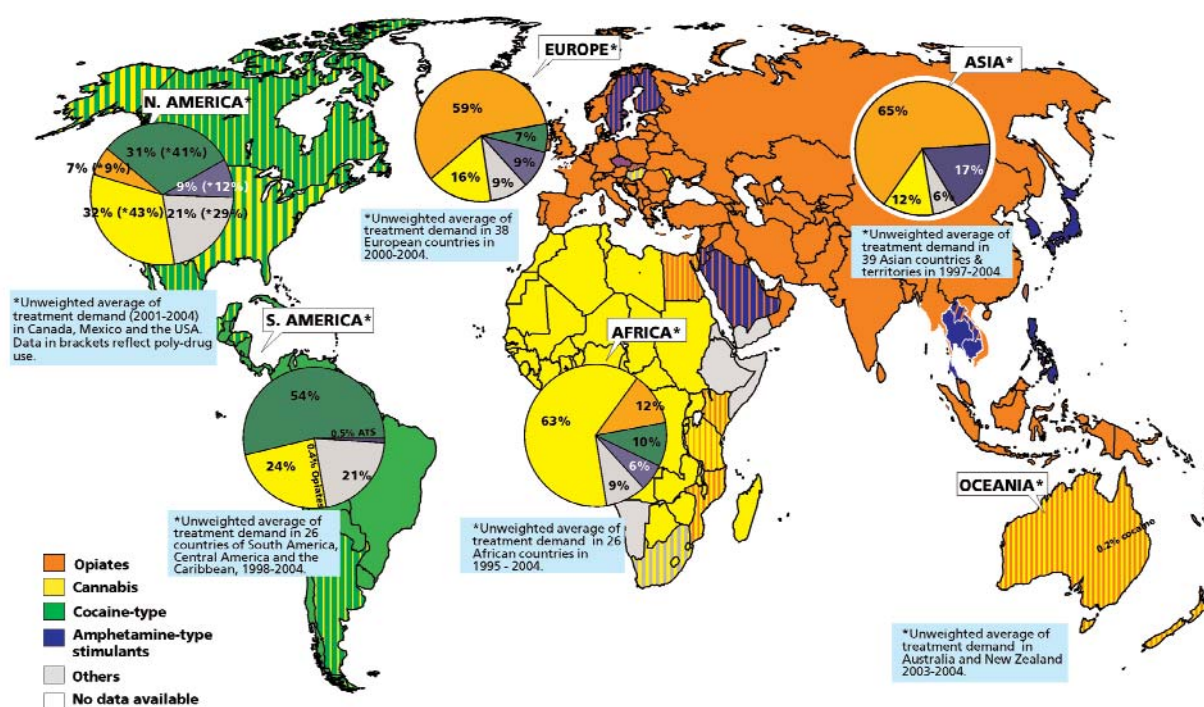 EUROPE*
ASIA*
N. AMERICA*
59%
7%
9%
9%
16%
65%
17%
6%
12%
31% (*41%)
7% (*9%)
9% (*12%)
32% (*43%)
21% (*29%)
*Unweighted average of
treatment demand in 38
European countries in
2000-2004.
*Unweighted average of
treatment demand in
39 Asian countries &
territories in 1997-2004.
*Unweighted average of
treatment demand (2001-2004)
in Canada, Mexico and the USA.
Data in brackets reflect poly-drug
use.
S. AMERICA*
AFRICA*
54%
0.5% ATS
24%
0.4% Opiates
21%
63%
12%
10%
6%
9%
OCEANIA*
0.2% cocaine
*Unweighted average of
treatment demand in 26
countries of South America,
Central America and the
Caribbean, 1998-2004.
*Unweighted average of
treatment demand in 26
African countries in
1995 - 2004.
*Unweighted average of
treatment demand in
Australia and New Zealand
2003-2004.
Opiates
Cannabis
Cocaine-type
Amphetamine-type
stimulants
Others
No data available